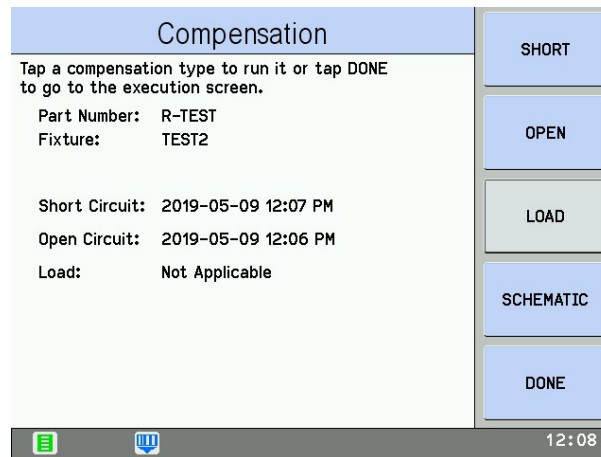 Compensation
Tap a compensation type to run it or tap DONE
to go to the execution screen.
Part Number: R-TEST
Fixture: TEST2
Short Circuit: 2019-05-09 12:07 PM
Open Circuit: 2019-05-09 12:06 PM
Load: Not Applicable
SHORT
OPEN
LOAD
SCHEMATIC
DONE
12:08